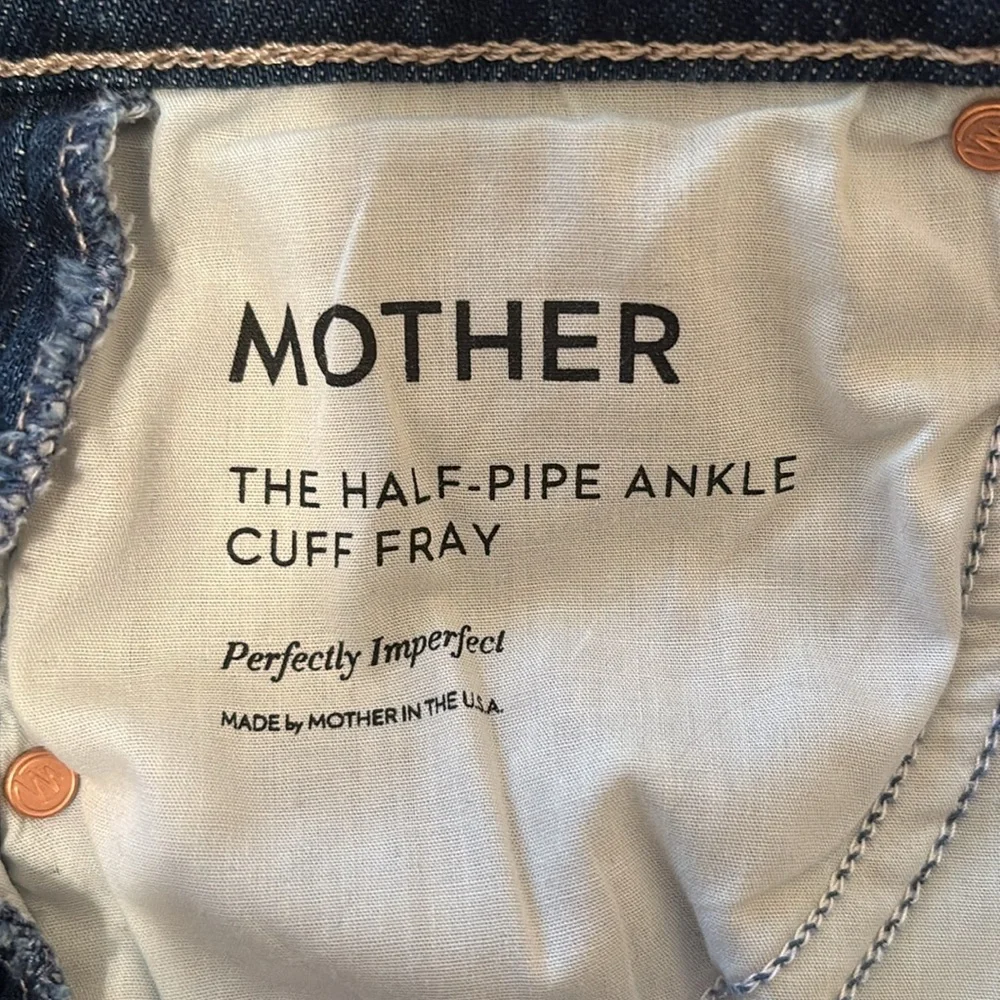 MOTHER
THE HALF-PIPE ANKLE
CUFF FRAY
Perfectly Imperfect
MADE by MOTHER IN THE U.S.A.